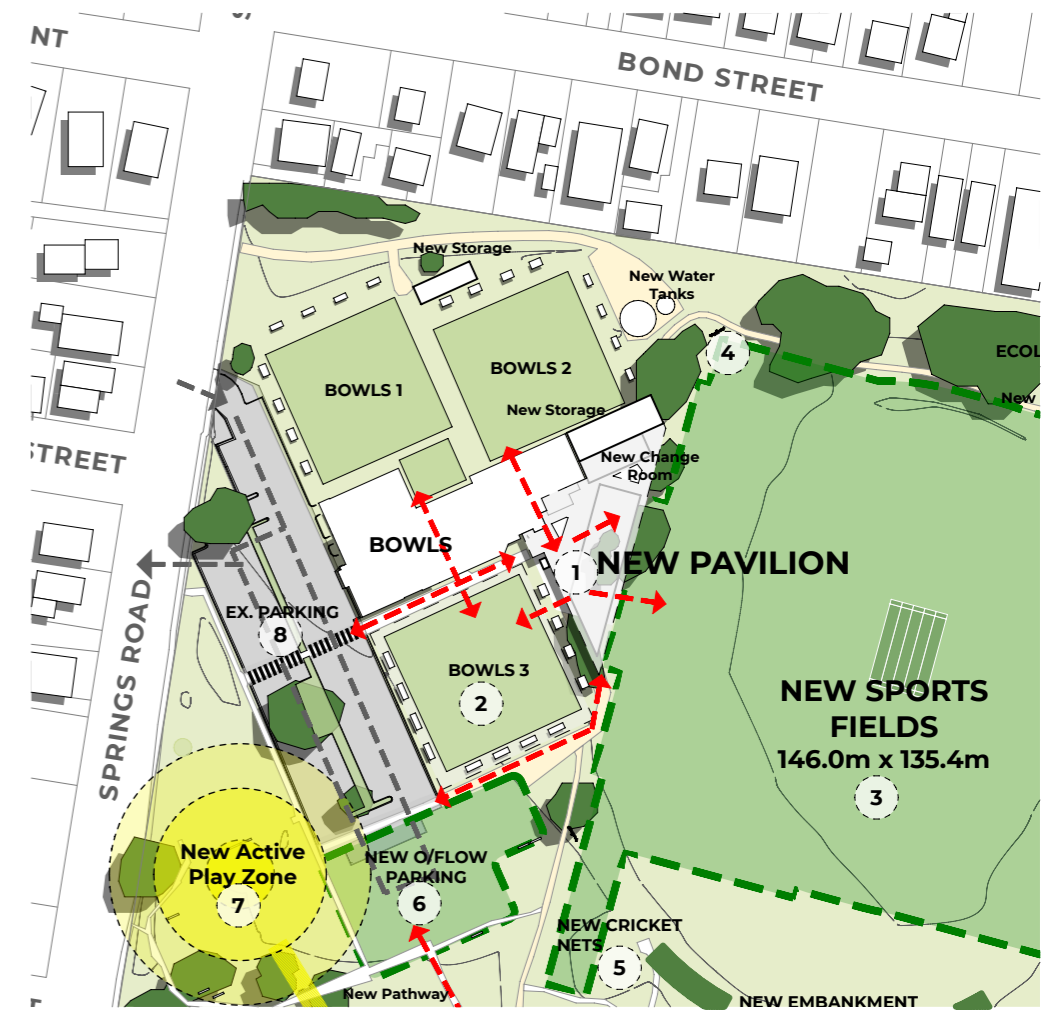 NT
BOND STREET
New Storage
New Water
Tanks
4
ECOL
BOWLS 2
BOWLS 1
New
New Storage
STREET
New Change
< Room
BOWLS
1
NEW PAVILION
EX. PARKING
8
SPRINGS ROAD
BOWLS 3
2
NEW SPORTS
FIELDS
146.0m x 135.4m
3
New Active
Play Zone
7
NEW O/FLOW
PARKING
6
NEW CRICKET
NETS
5
New Pathway
NEW EMBANKMENT